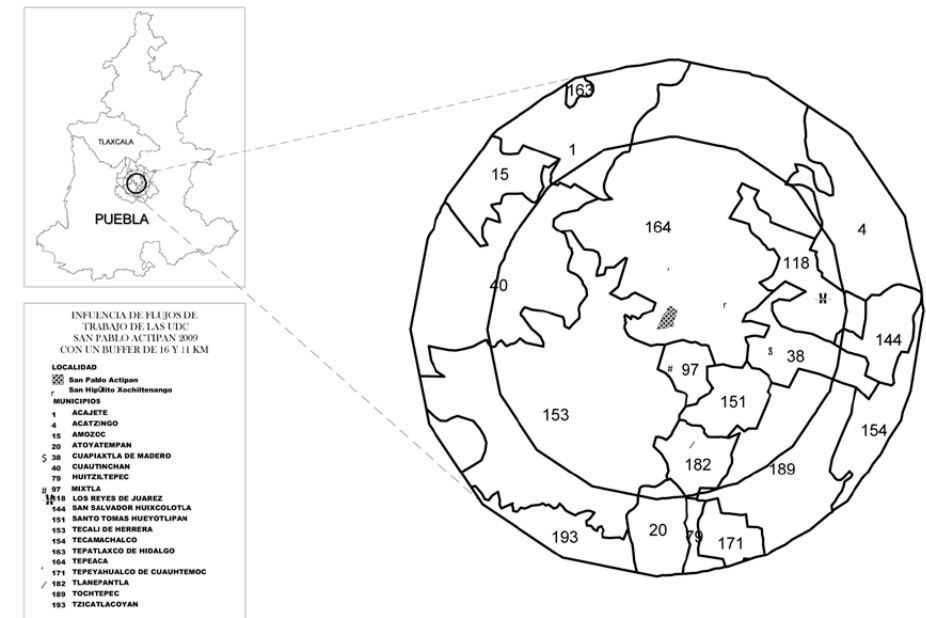 TLAXCALA
PUEBLA
INFUENCIA DE FLUJOS DE
TRABAJO DE LAS UDC
SAN PABLO ACTIPAN 2009
CON UN BUFFER DE 16 Y 11 KM
LOCALIDAD
San Pablo Actipan
r San Hipólito Xochiltenango
MUNICIPIOS
1 ACAJETE
4 ACATZINGO
15 AMOZOC
20 ATOYATEMPAN
$ 38 CUAPIAXTLA DE MADERO
40 CUAUTINCHAN
79 HUITZILTEPEC
# 97 MIXTLA
118 LOS REYES DE JUAREZ
144 SAN SALVADOR HUIXCOLOTLA
151 SANTO TOMAS HUEYOTLIPAN
153 TECALI DE HERRERA
154 TECAMACHALCO
163 TEPATLAXCO DE HIDALGO
164 TEPEACA
, 171 TEPEYAHUALCO DE CUAUHTEMOC
/ 182 TLANEPANTLA
189 TOCHTEPEC
193 TZICATLACOYAN
163
1
15
164
4
118
40
r
144
$ 38
# 97
151
153
154
/
182
189
20
79
193
171